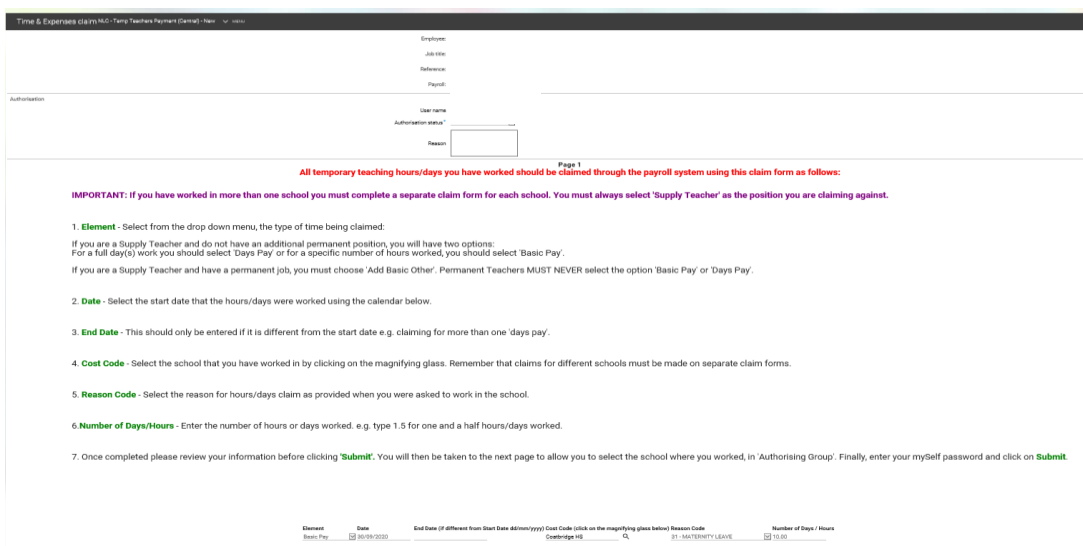 Time & Expenses claim NLC - Temp Teachers Payment (Central) - New MENU
Employee:
Job title:
Reference:
Payroll:
Authorisation
User name
Authorisation status*
Reason
Page 1
All temporary teaching hours/days you have worked should be claimed through the payroll system using this claim form as follows:
IMPORTANT: If you have worked in more than one school you must complete a separate claim form for each school. You must always select 'Supply Teacher' as the position you are claiming against.
1. Element - Select from the drop down menu, the type of time being claimed:
If you are a Supply Teacher and do not have an additional permanent position, you will have two options:
For a full day(s) work you should select 'Days Pay' or for a specific number of hours worked, you should select 'Basic Pay'.
If you are a Supply Teacher and have a permanent job, you must choose 'Add Basic Other'. Permanent Teachers MUST NEVER select the option 'Basic Pay' or 'Days Pay'.
2. Date - Select the start date that the hours/days were worked using the calendar below.
3. End Date - This should only be entered if it is different from the start date e.g. claiming for more than one 'days pay'.
4. Cost Code - Select the school that you have worked in by clicking on the magnifying glass. Remember that claims for different schools must be made on separate claim forms.
5. Reason Code - Select the reason for hours/days claim as provided when you were asked to work in the school.
6.Number of Days/Hours - Enter the number of hours or days worked. e.g. type 1.5 for one and a half hours/days worked.
7. Once completed please review your information before clicking 'Submit'. You will then be taken to the next page to allow you to select the school where you worked, in 'Authorising Group'. Finally, enter your mySelf password and click on Submit.
Element Date End Date (if different from Start Date dd/mm/yyyy) Cost Code (click on the magnifying glass below) Reason Code Number of Days / Hours
Basic Pay 30/09/2020 Coatbridge HS 31 - MATERNITY LEAVE 10.00